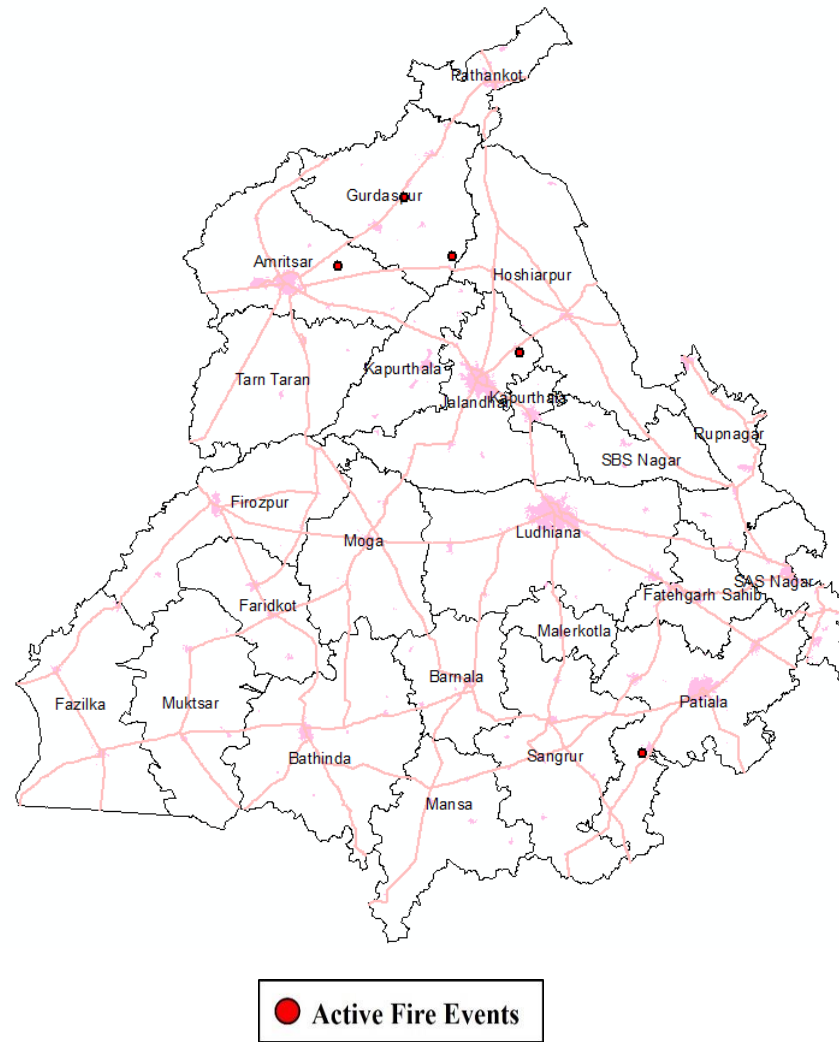 Pathankot
Gurdaspur
Amritsar
Hoshiarpur
Tarn Taran
Kapurthala
Jalandhar
Kapurthala
Rupnagar
SBS Nagar
Firozpur
Moga
Ludhiana
SAS Nagar
Fatehgarh Sahib
Faridkot
Malerkotla
Barnala
Fazilka
Muktsar
Patiala
Bathinda
Sangrur
Mansa
Active Fire Events